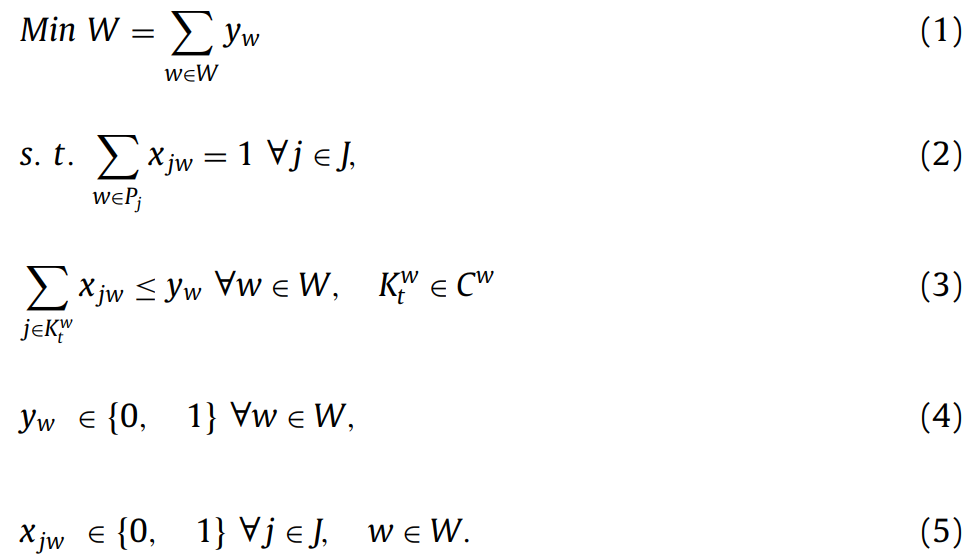 Min W = ∑_{w∈W} y_w (1)
s. t. ∑_{w∈P_j} x_{jw} = 1 ∀ j ∈ J, (2)
∑_{j∈K_t^w} x_{jw} ≤ y_w ∀w ∈ W, K_t^w ∈ C^w (3)
y_w ∈ {0, 1} ∀w ∈ W, (4)
x_{jw} ∈ {0, 1} ∀ j ∈ J, w ∈ W. (5)